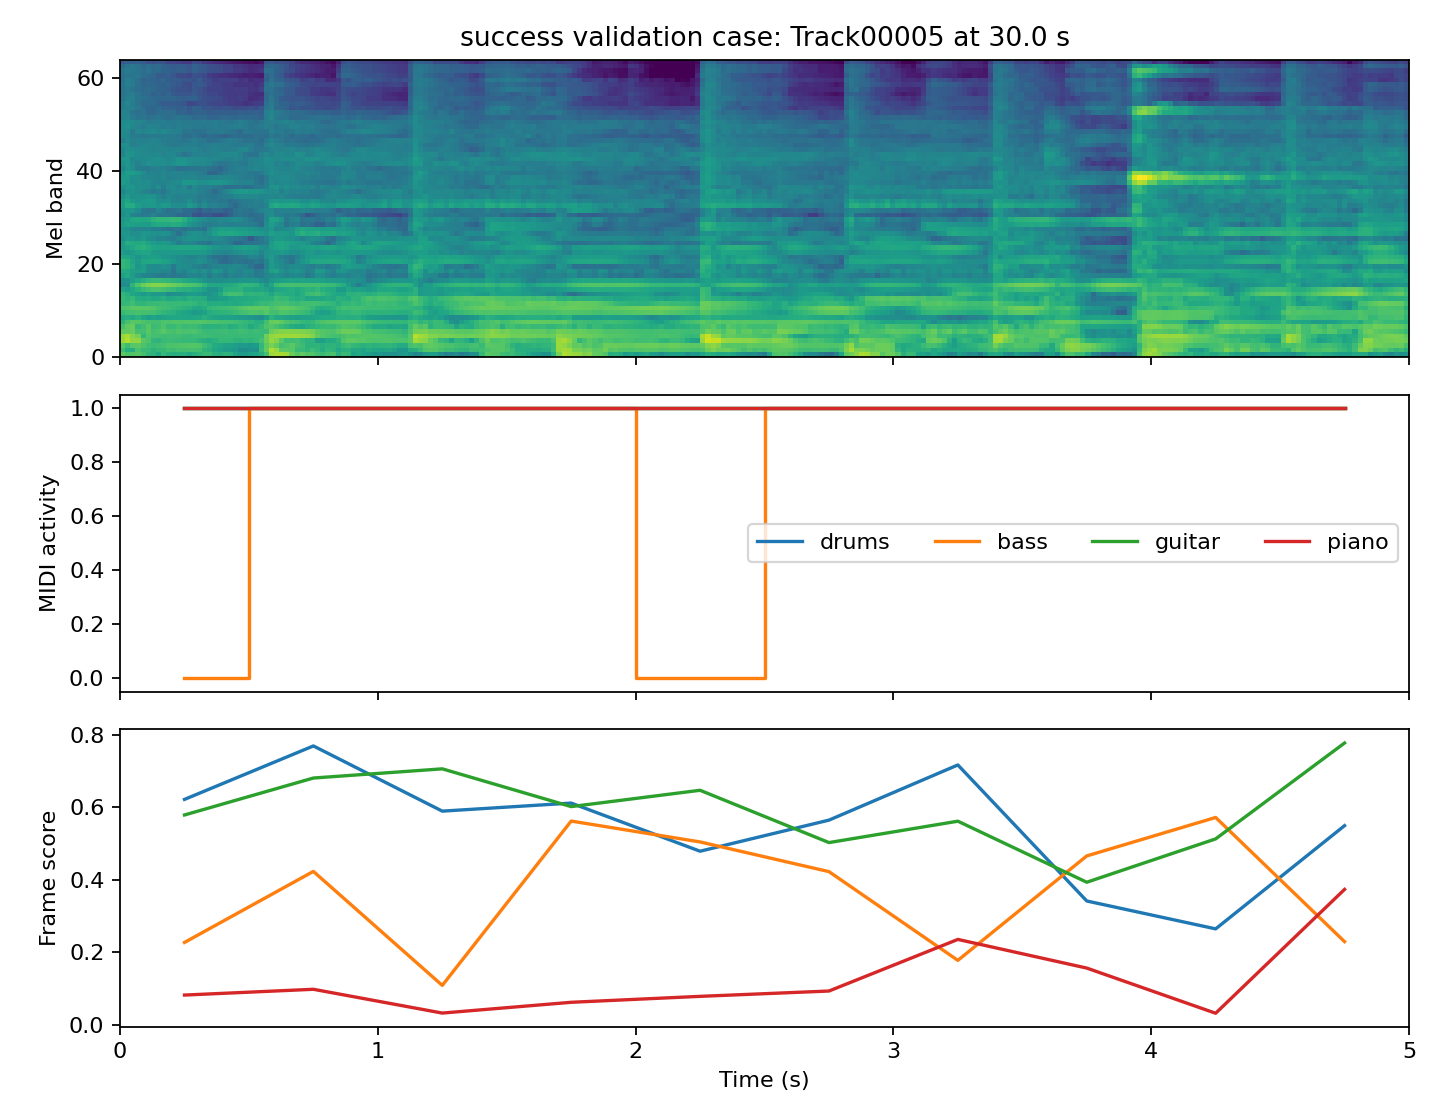 success validation case: Track00005 at 30.0 s
60
40
20
0
Mel band
1.0
0.8
0.6
0.4
0.2
0.0
MIDI activity
drums bass guitar piano
0.8
0.6
0.4
0.2
0.0
Frame score
0 1 2 3 4 5
Time (s)